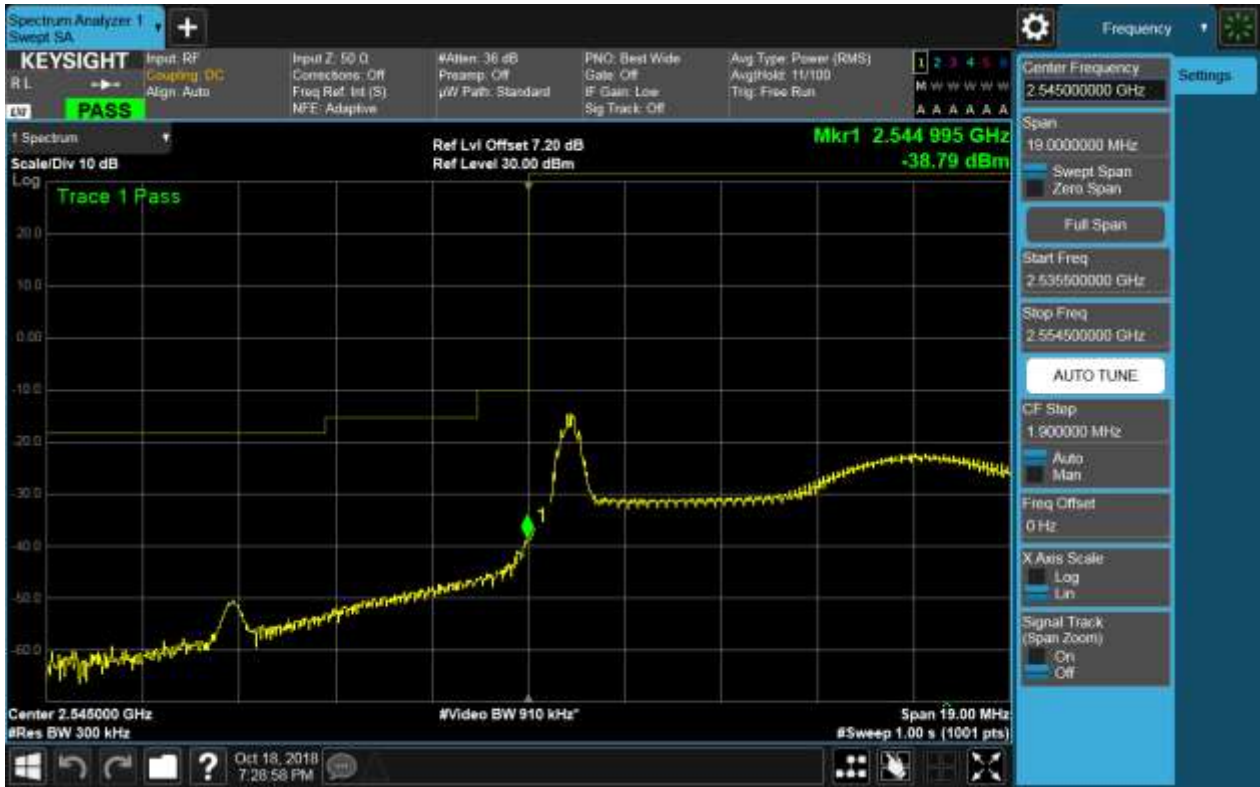 Spectrum Analyzer 1
Swept SA
Frequency
KEYSIGHT
R L
PASS
Input: RF
Coupling: DC
Align: Auto
Input Z: 50 Ω
Corrections: Off
Freq Ref: Int (S)
NFE: Adaptive
#Atten: 36 dB
Preamp: Off
µW Path: Standard
PNO: Best Wide
Gate: Off
IF Gain: Low
Sig Track: Off
Avg Type: Power (RMS)
Avg|Hold: 11/100
Trig: Free Run
1 2 3 4 5 6
M W W W W W
A A A A A A
1 Spectrum
Scale/Div 10 dB
Ref Lvl Offset 7.20 dB
Ref Level 30.00 dBm
Mkr1 2.544 995 GHz
-38.79 dBm
Log
Trace 1 Pass
20.0
10.0
0.00
-10.0
-20.0
-30.0
-40.0
-50.0
-60.0
1
Center 2.545000 GHz
#Res BW 300 kHz
#Video BW 910 kHz*
Span 19.00 MHz
#Sweep 1.00 s (1001 pts)
Center Frequency
2.545000000 GHz
Settings
Span
19.0000000 MHz
Swept Span
Zero Span
Full Span
Start Freq
2.535500000 GHz
Stop Freq
2.554500000 GHz
AUTO TUNE
CF Step
1.900000 MHz
Auto
Man
Freq Offset
0 Hz
X Axis Scale
Log
Lin
Signal Track
(Span Zoom)
On
Off
?
Oct 18, 2018
7:28:58 PM